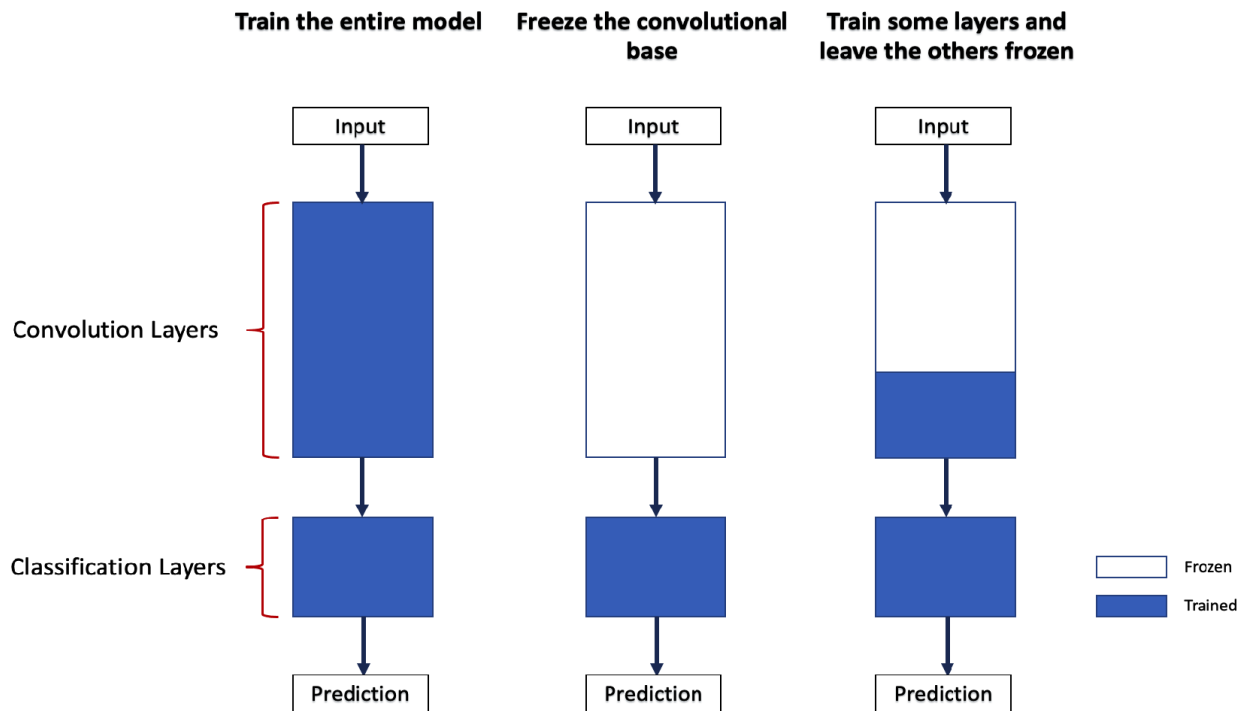 Train the entire model
Freeze the convolutional
base
Train some layers and
leave the others frozen
Input
Input
Input
Convolution Layers
Classification Layers
Frozen
Trained
Prediction
Prediction
Prediction